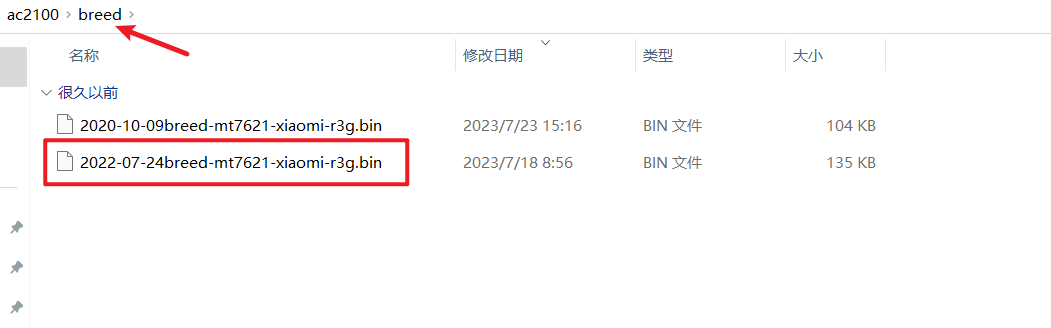 ac2100 › breed ›
名称 修改日期 类型 大小
很久以前
2020-10-09breed-mt7621-xiaomi-r3g.bin 2023/7/23 15:16 BIN 文件 104 KB
2022-07-24breed-mt7621-xiaomi-r3g.bin 2023/7/18 8:56 BIN 文件 135 KB